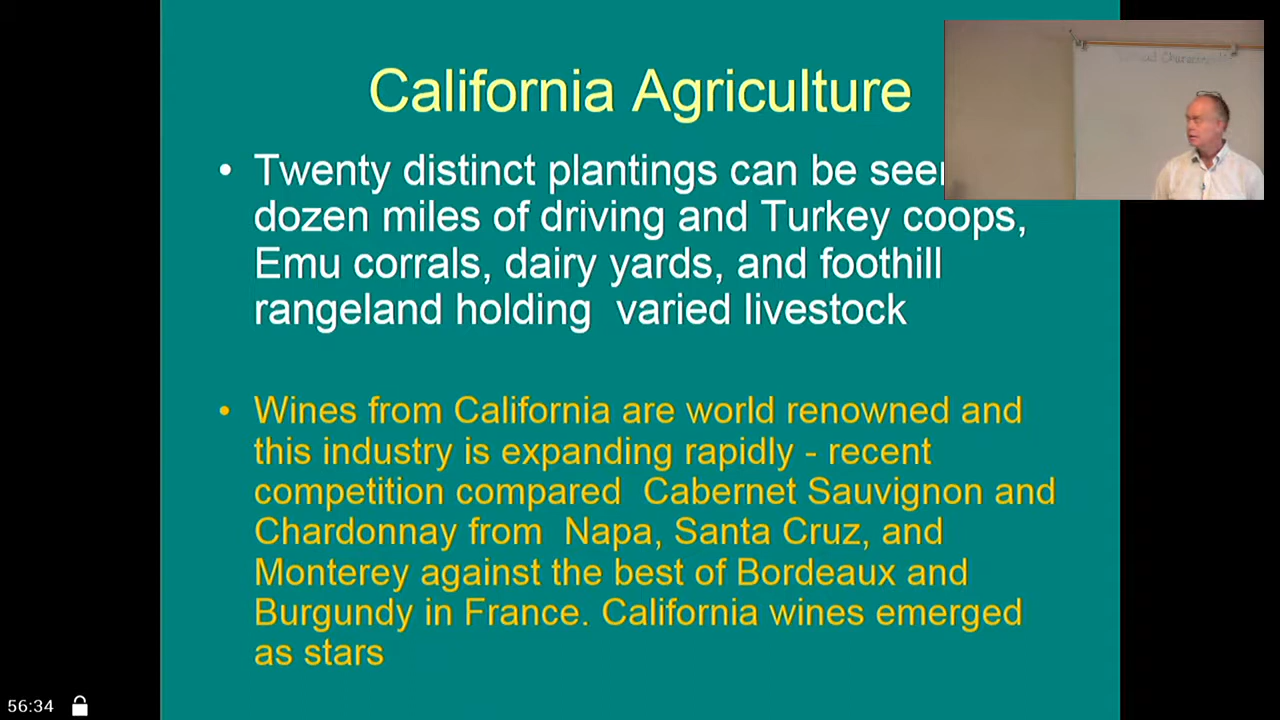 California Agriculture
• Twenty distinct plantings can be
dozen miles of driving and Turkey coops,
Emu corrals, dairy yards, and foothill
rangeland holding varied livestock
• Wines from California are world renowned and
this industry is expanding rapidly - recent
competition compared Cabernet Sauvignon and
Chardonnay from Napa, Santa Cruz, and
Monterey against the best of Bordeaux and
Burgundy in France. California wines emerged
as stars
56:34